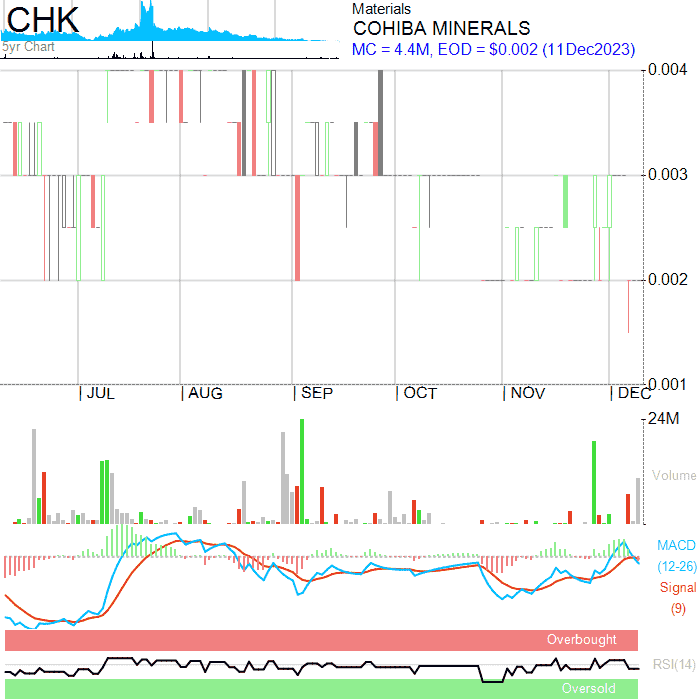 CHK
5yr Chart
Materials
COHIBA MINERALS
MC = 4.4M, EOD = $0.002 (11Dec2023)
0.004
0.003
0.002
0.001
| JUL | AUG | SEP | OCT | NOV | DEC
24M
Volume
MACD
(12-26)
Signal
(9)
Overbought
RSI(14)
Oversold